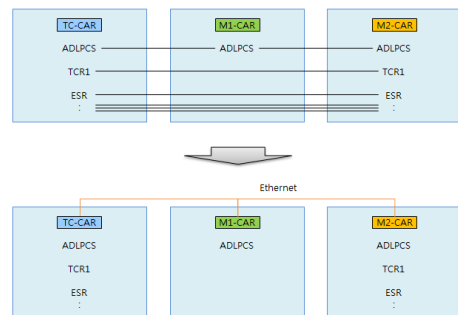 TC-CAR M1-CAR M2-CAR
ADLPCS ADLPCS ADLPCS
TCR1 TCR1
ESR ESR
: :
Ethernet
TC-CAR M1-CAR M2-CAR
ADLPCS ADLPCS ADLPCS
TCR1 TCR1
ESR ESR
: :